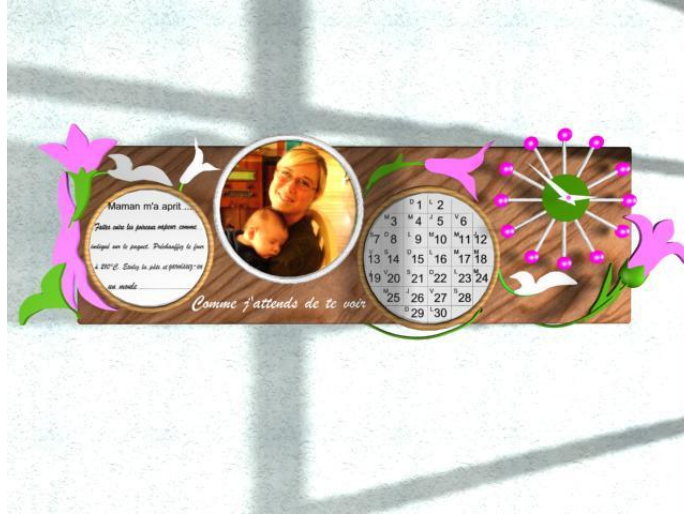 Maman m'a aprit ....
Faites cuire les poireaux vapeur comme
indiqué sur le paquet. Préchauffez le four
à 210°C. Etalez la pâte et garnissez-en
un moule
Comme j'attends de te voir
D 1 L 2
M 3 M 4 J 5 V 6
S 7 D 8 L 9 M 10 M 11 J 12
V 13 S 14 D 15 L 16 M 17 M 18
J 19 V 20 S 21 D 22 L 23 M 24
M 25 J 26 V 27 S 28
D 29 L 30